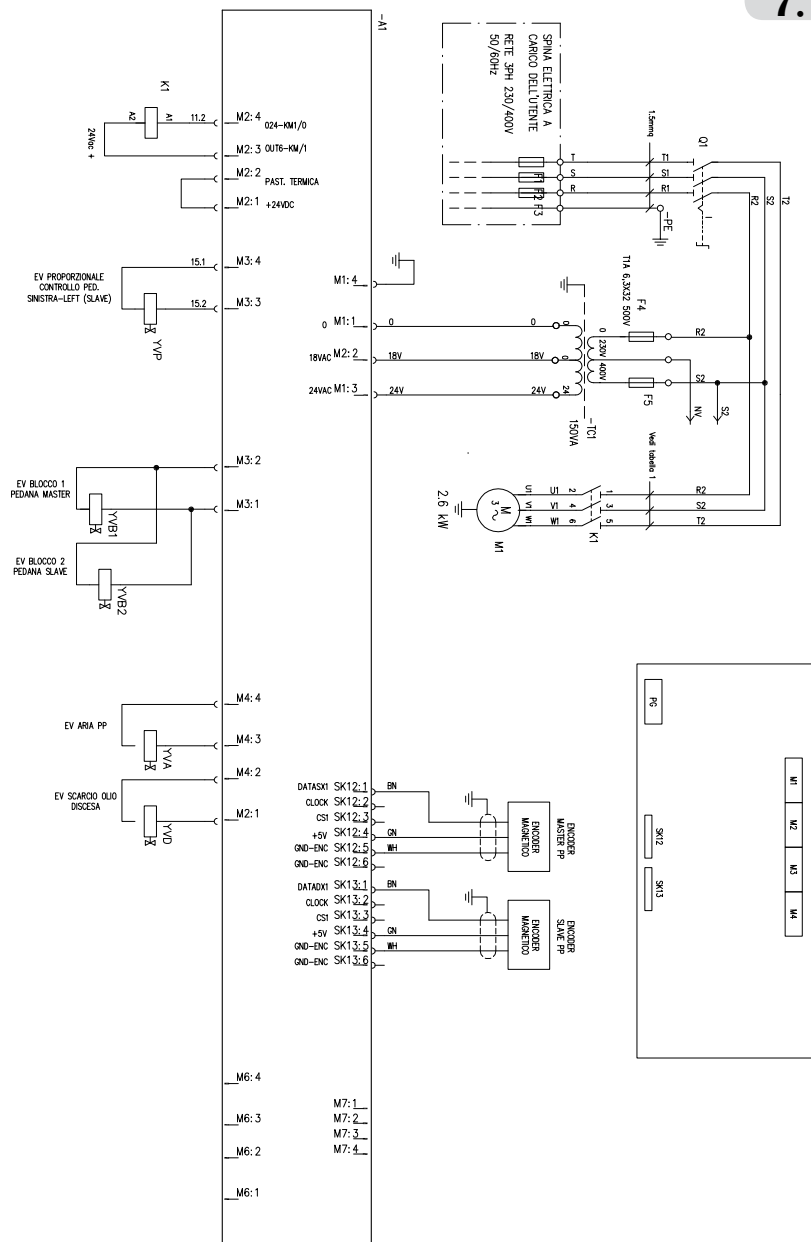 7.
-A1
SPINA ELETTRICA A
CARICO DELL'UTENTE
RETE 3PH 230/400V
50/60Hz
F1
F2
F3
T
S
R
-PE
1.5mmq
T1
S1
R1
Q1
R2
S2
T2
K1
A2
A1
11.2
24Vac +
M2:4
024-KM1/0
M2:3
OUT6-KM/1
M2:2
PAST. TERMICA
M2:1
+24VDC
EV PROPORZIONALE
CONTROLLO PED.
SINISTRA-LEFT (SLAVE)
15.1
15.2
YVP
M3:4
M3:3
M1:4
0 M1:1
18VAC M2:2
24VAC M1:3
0
18V
24V
0
18V
24V
0
0
24
-TC1
150VA
0
230V
400V
T1A 6,3X32 500V
F4
F5
R2
S2
NV
S2
EV BLOCCO 1
PEDANA MASTER
YVB1
EV BLOCCO 2
PEDANA SLAVE
YVB2
M3:2
M3:1
2.6 kW
M
3
M1
U1
V1
W1
U1
V1
W1
2
4
6
1
3
5
K1
Vedi tabella 1
R2
S2
T2
EV ARIA PP
YVA
M4:4
M4:3
EV SCARCIO OLIO
DISCESA
YVD
M4:2
M2:1
DATASX1 SK12:1
CLOCK SK12:2
CS1 SK12:3
+5V SK12:4
GND-ENC SK12:5
GND-ENC SK12:6
BN
GN
WH
ENCODER
MAGNETICO
ENCODER
MASTER PP
DATADX1 SK13:1
CLOCK SK13:2
CS1 SK13:3
+5V SK13:4
GND-ENC SK13:5
GND-ENC SK13:6
BN
GN
WH
ENCODER
MAGNETICO
ENCODER
SLAVE PP
PG
SK12
SK13
M1
M2
M3
M4
M6:4
M6:3
M6:2
M6:1
M7:1
M7:2
M7:3
M7:4